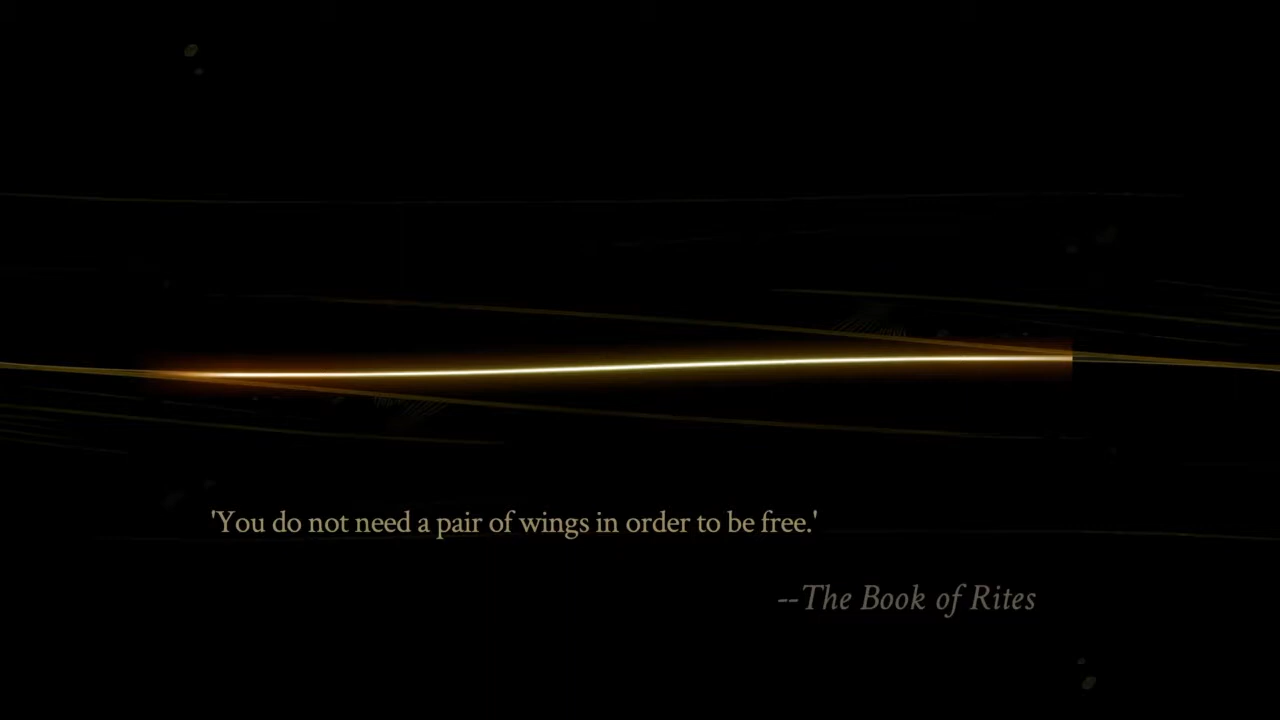 'You do not need a pair of wings in order to be free.'
--The Book of Rites